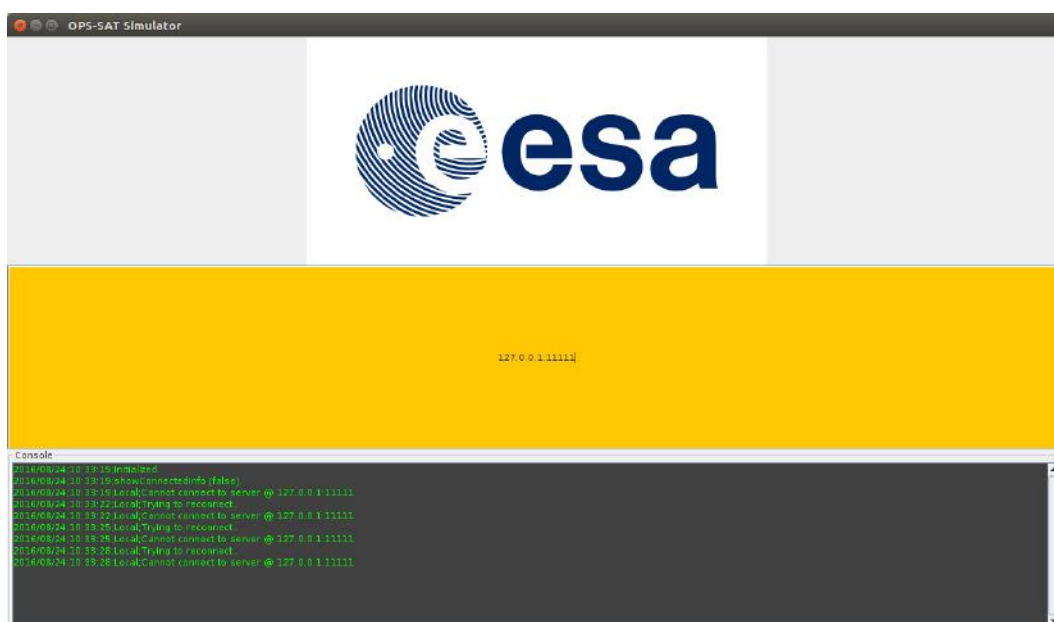 OPS-SAT Simulator
esa
127.0.0.1:11111
Console
2016/08/24;10:33:19;Initialized.
2016/08/24;10:33:19;showConnectedInfo [false].
2016/08/24;10:33:19;Local;Cannot connect to server @ 127.0.0.1:11111
2016/08/24;10:33:22;Local;Trying to reconnect..
2016/08/24;10:33:22;Local;Cannot connect to server @ 127.0.0.1:11111
2016/08/24;10:33:25;Local;Trying to reconnect..
2016/08/24;10:33:25;Local;Cannot connect to server @ 127.0.0.1:11111
2016/08/24;10:33:28;Local;Trying to reconnect..
2016/08/24;10:33:28;Local;Cannot connect to server @ 127.0.0.1:11111